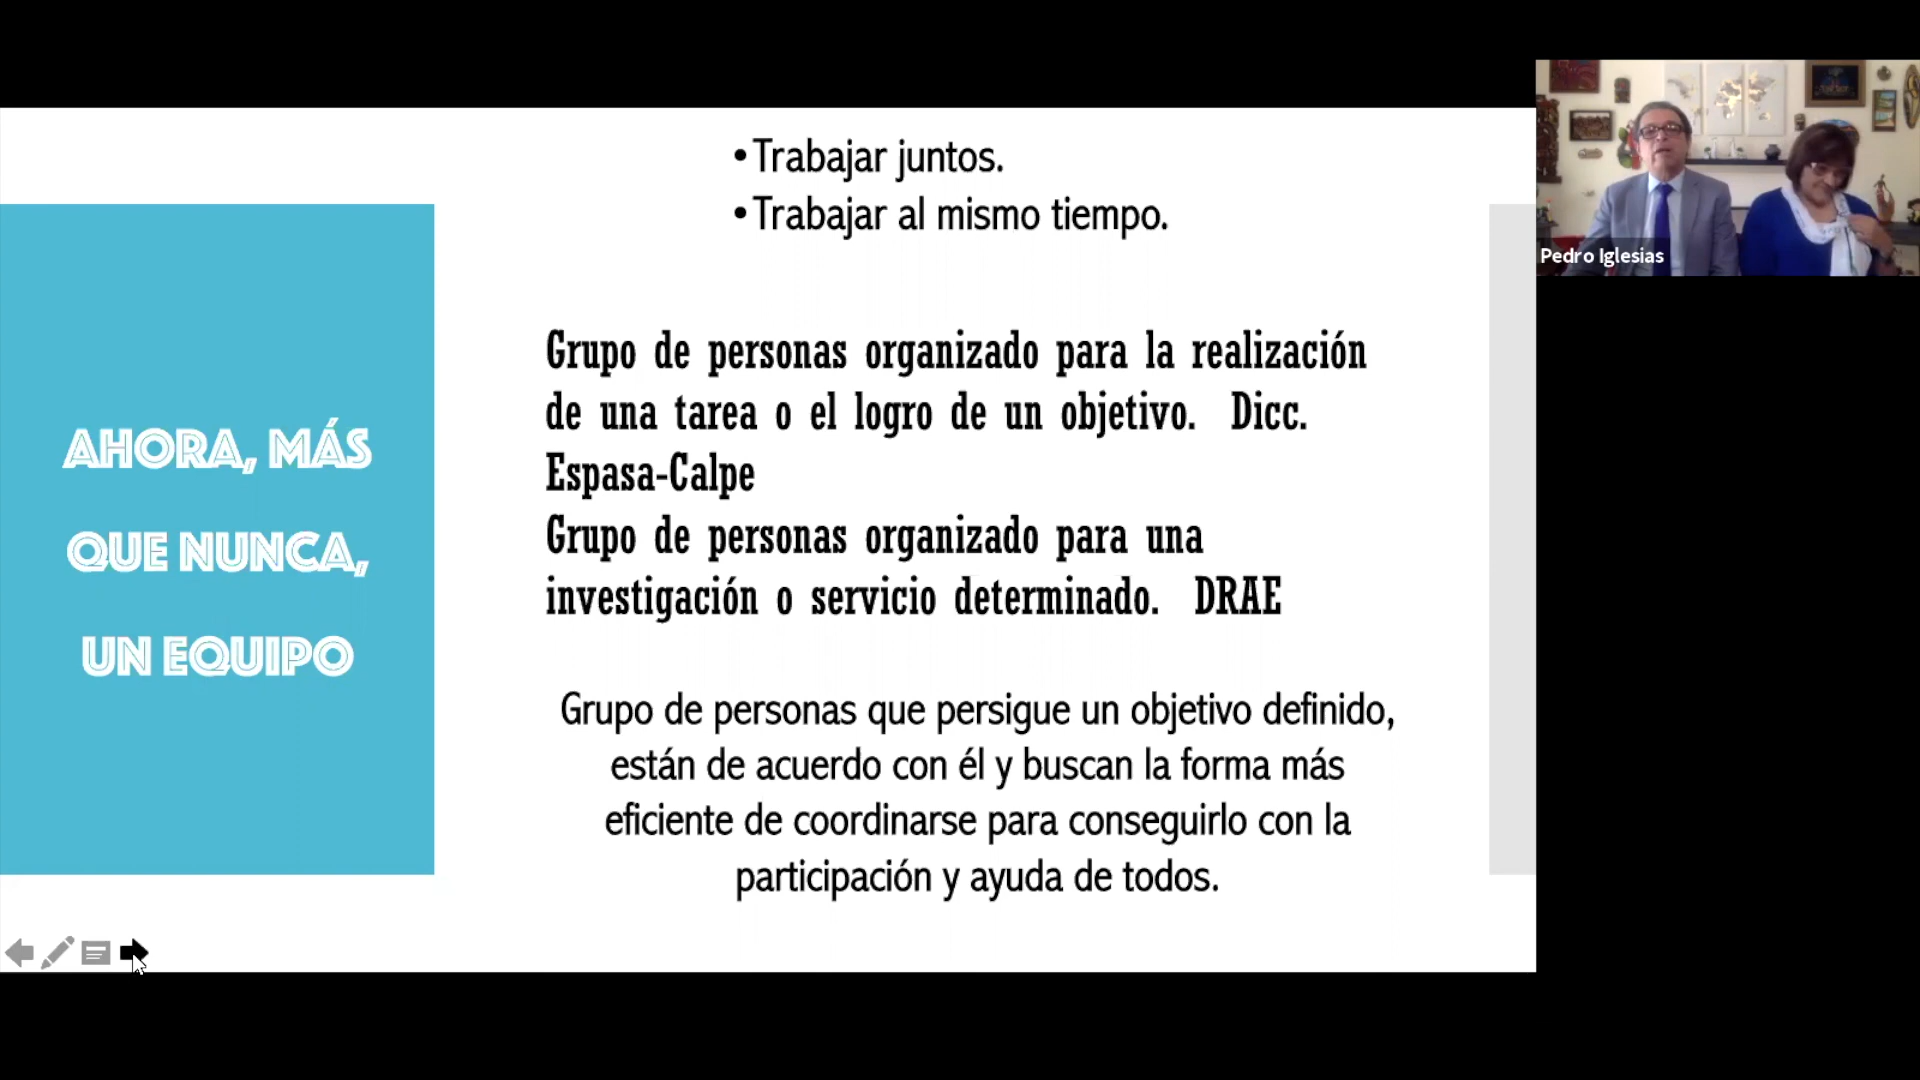 AHORA, MÁS
QUE NUNCA,
UN EQUIPO
•Trabajar juntos.
•Trabajar al mismo tiempo.
Grupo de personas organizado para la realización
de una tarea o el logro de un objetivo. Dicc.
Espasa-Calpe
Grupo de personas organizado para una
investigación o servicio determinado. DRAE
Grupo de personas que persigue un objetivo definido,
están de acuerdo con él y buscan la forma más
eficiente de coordinarse para conseguirlo con la
participación y ayuda de todos.
Pedro Iglesias